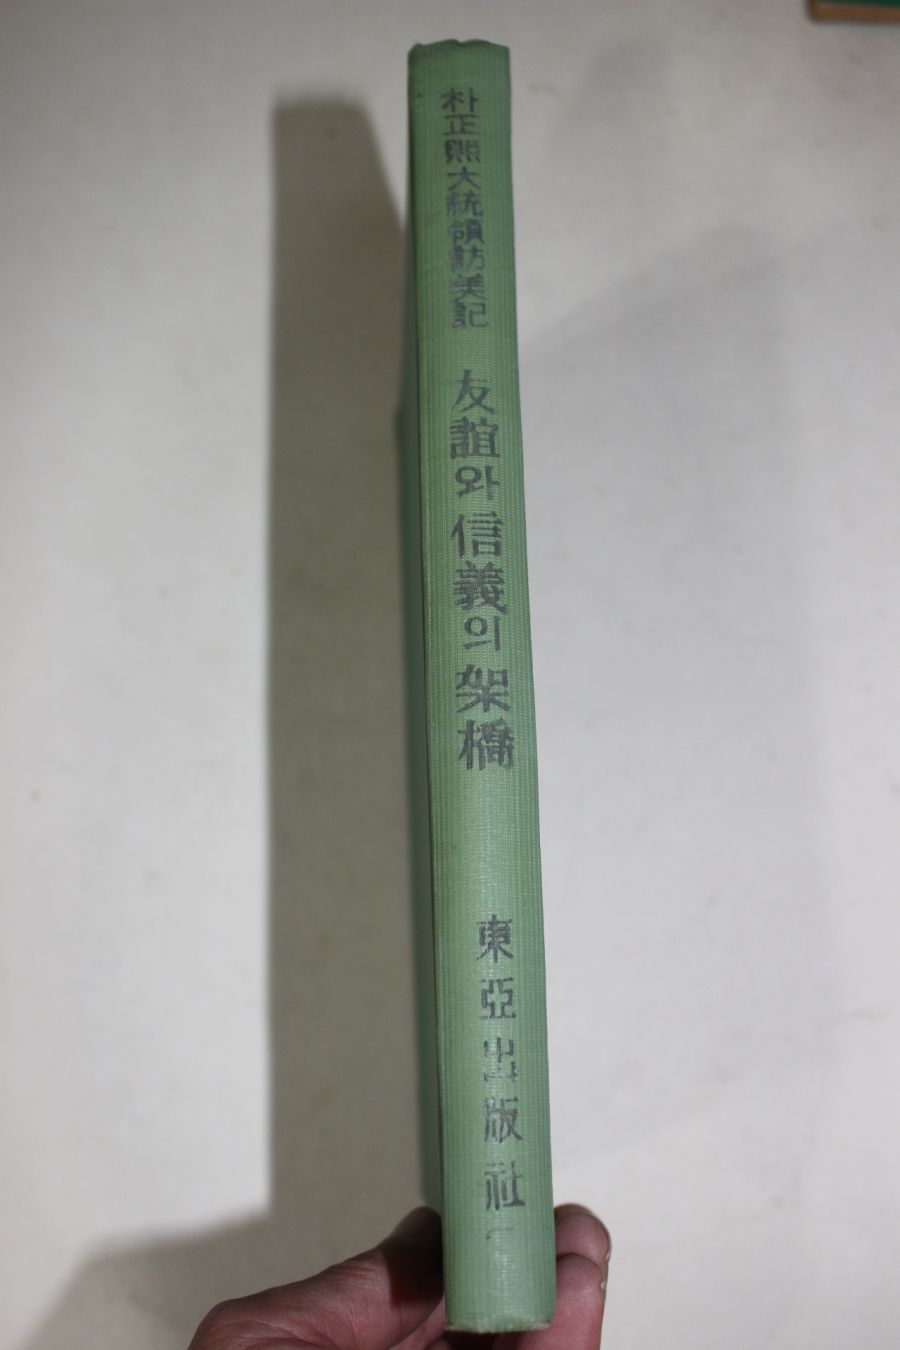 朴正熙大統領訪美記
友誼와 信義의 架橋
東亞出版社